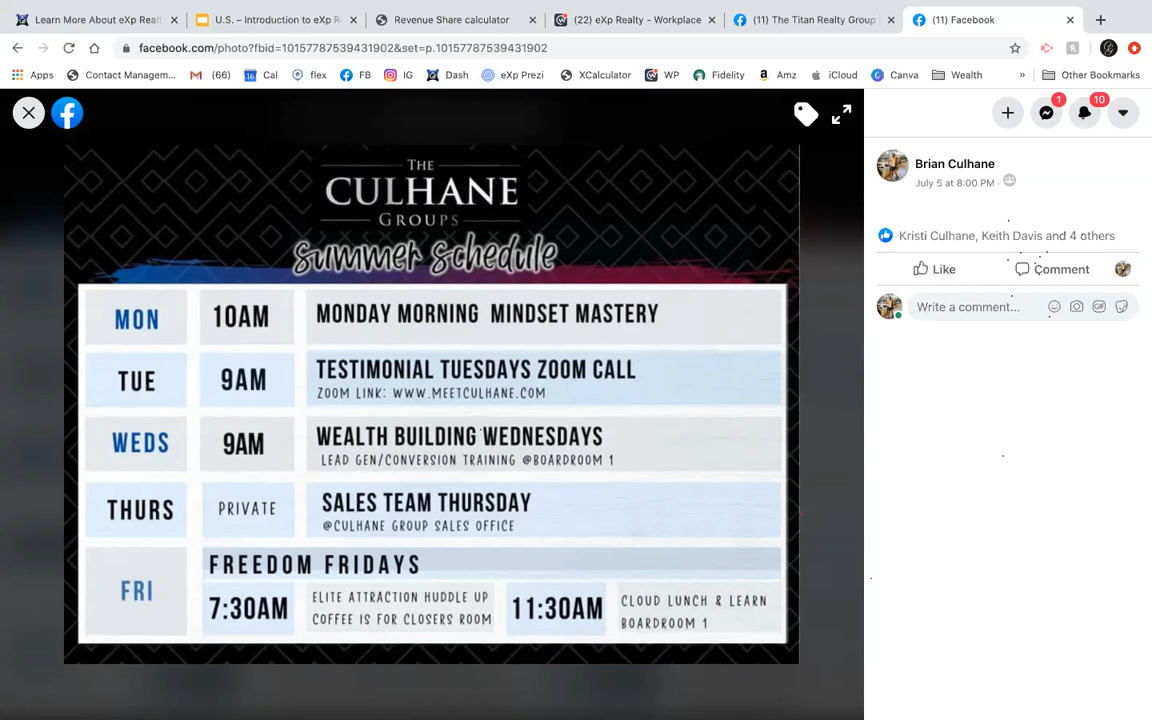 Learn More About eXp Real
U.S. – Introduction to eXp R
Revenue Share calculator
(22) eXp Realty - Workplace
(11) The Titan Realty Group
(11) Facebook
facebook.com/photo?fbid=10157787539431902&set=p.10157787539431902
Apps
Contact Managem...
(66)
16
Cal
flex
FB
IG
Dash
eXp Prezi
XCalculator
WP
Fidelity
Amz
iCloud
Canva
Wealth
»
Other Bookmarks
1
10
THE
CULHANE
GROUPS
Summer Schedule
MON 10AM MONDAY MORNING MINDSET MASTERY
TUE 9AM TESTIMONIAL TUESDAYS ZOOM CALL
ZOOM LINK: WWW.MEETCULHANE.COM
WEDS 9AM WEALTH BUILDING WEDNESDAYS
LEAD GEN/CONVERSION TRAINING @BOARDROOM 1
THURS PRIVATE SALES TEAM THURSDAY
@CULHANE GROUP SALES OFFICE
FRI
FREEDOM FRIDAYS
7:30AM
ELITE ATTRACTION HUDDLE UP
COFFEE IS FOR CLOSERS ROOM
11:30AM
CLOUD LUNCH & LEARN
BOARDROOM 1
Brian Culhane
July 5 at 8:00 PM ·
Kristi Culhane, Keith Davis and 4 others
Like
Comment
Write a comment...
GIF